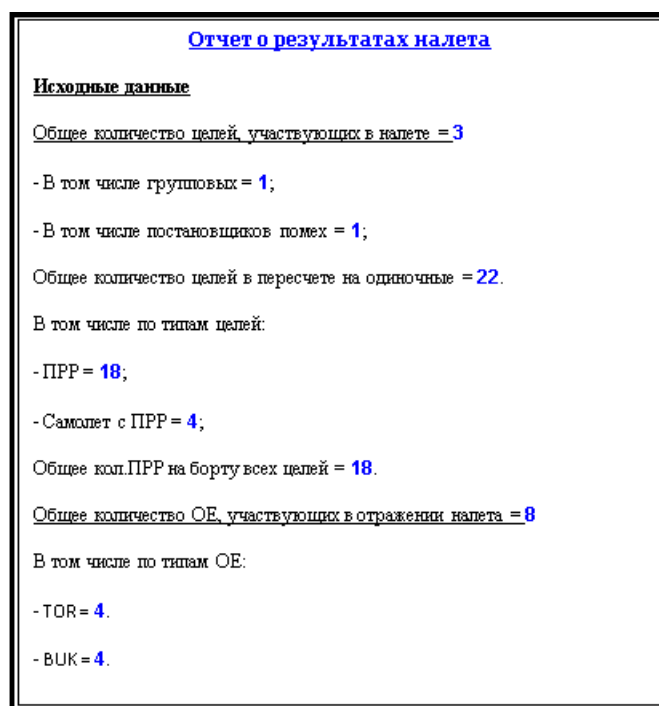 Отчет о результатах налета
Исходные данные
Общее количество целей, участвующих в налете = 3
- В том числе групповых = 1;
- В том числе постановщиков помех = 1;
Общее количество целей в пересчете на одиночные = 22.
В том числе по типам целей:
- ПРР = 18;
- Самолет с ПРР = 4;
Общее кол.ПРР на борту всех целей = 18.
Общее количество ОЕ, участвующих в отражении налета = 8
В том числе по типам ОЕ:
- TOR = 4.
- BUK = 4.